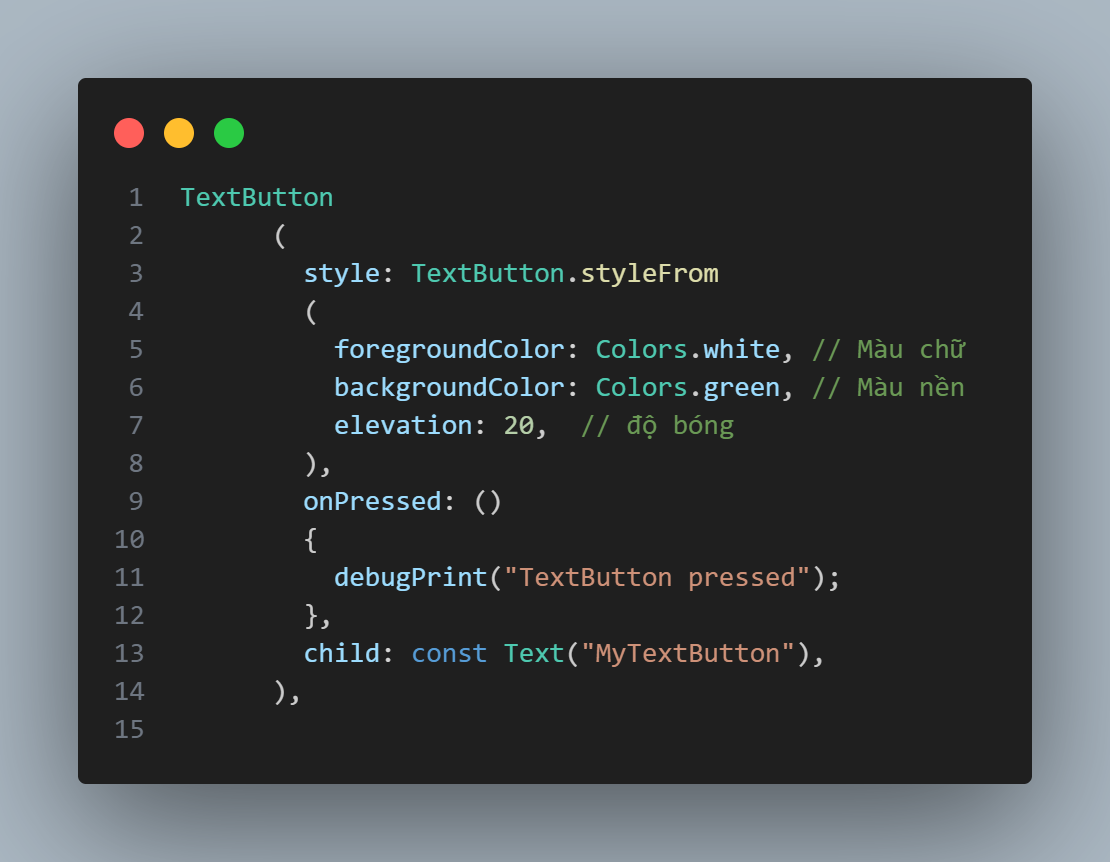 1 TextButton
2 (
3 style: TextButton.styleFrom
4 (
5 foregroundColor: Colors.white, // Màu chữ
6 backgroundColor: Colors.green, // Màu nền
7 elevation: 20,  // độ bóng
8 ),
9 onPressed: ()
10 {
11 debugPrint("TextButton pressed");
12 },
13 child: const Text("MyTextButton"),
14 ),
15